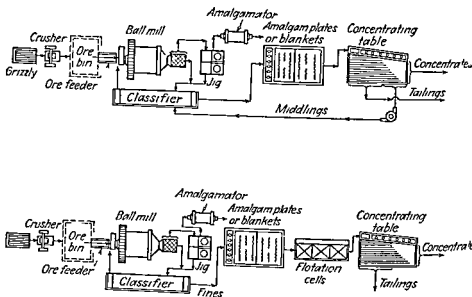 Amalgamator
Crusher
Ball mill
Amalgam plates
or blankets
Concentrating
table
Ore
bin
Grizzly
Ore feeder
Classifier
Jig
Concentrate
Tailings
Middlings
Amalgamator
Crusher
Ball mill
Amalgam plates
or blankets
Concentrating
table
Ore
bin
Ore feeder
Classifier
Jig
Fines
Flotation
cells
Concentrate
Tailings